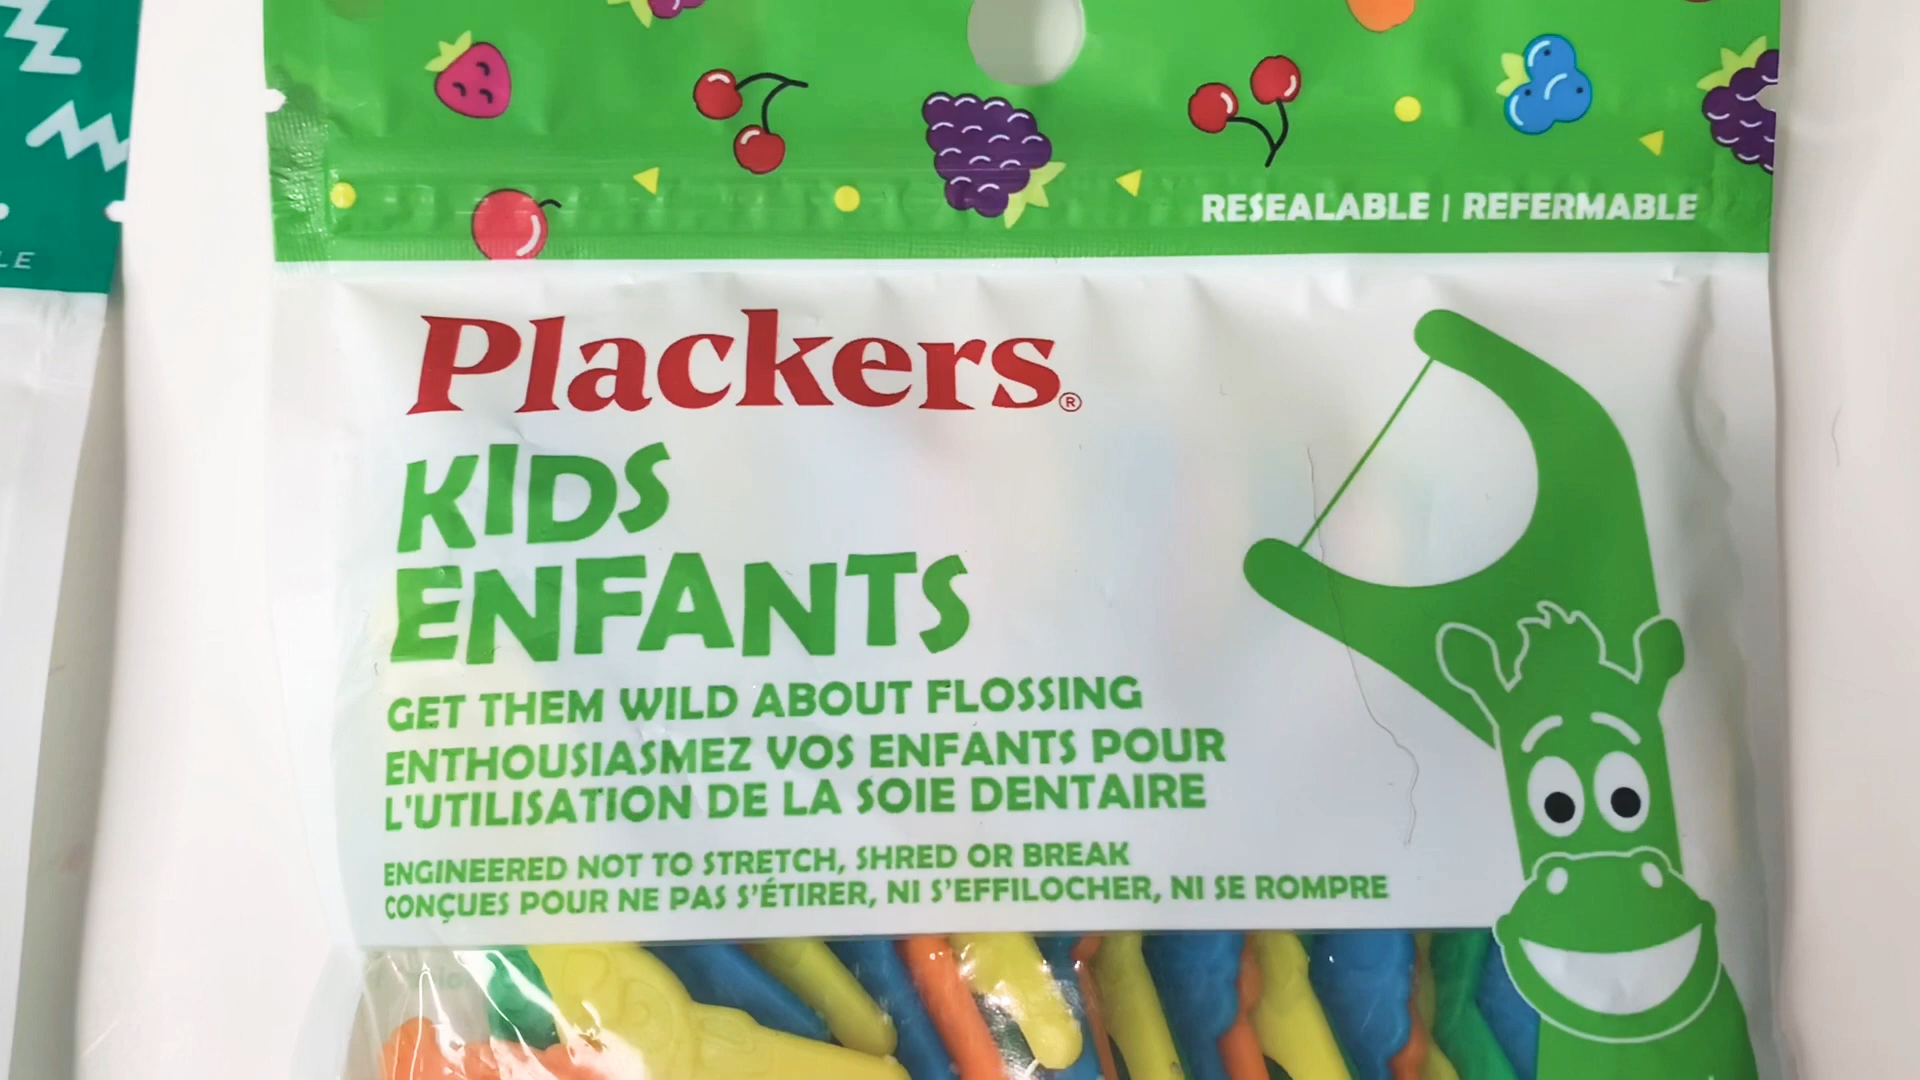 LE
RESEALABLE | REFERMABLE
Plackers®
KIDS
ENFANTS
GET THEM WILD ABOUT FLOSSING
ENTHOUSIASMEZ VOS ENFANTS POUR
L'UTILISATION DE LA SOIE DENTAIRE
ENGINEERED NOT TO STRETCH, SHRED OR BREAK
CONÇUES POUR NE PAS S'ÉTIRER, NI S'EFFILOCHER, NI SE ROMPRE